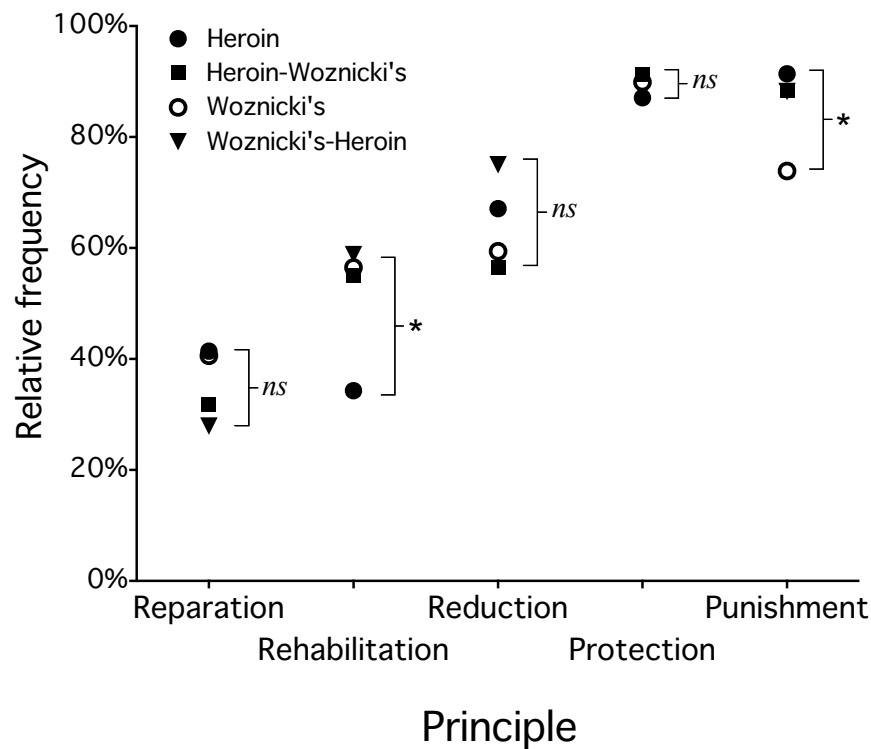 100%
80%
60%
40%
20%
0%
Relative frequency
Heroin
Heroin-Woznicki's
Woznicki's
Woznicki's-Heroin
ns
*
ns
ns
*
Reparation
Rehabilitation
Reduction
Protection
Punishment
Principle